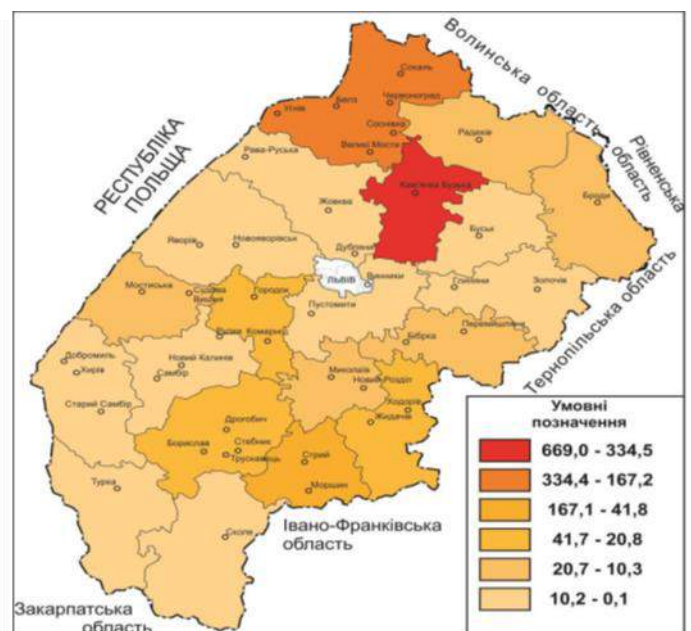 Волинська область
Сокаль
Белз
Червоноград
Угнів
Соснівка
Великі Мости
Радехів
Рівненська
область
РЕСПУБЛІКА
ПОЛЬЩА
Рава-Руська
Кам'янка Бузька
Броди
Жовква
Буськ
Яворів
Новояворівськ
Дубляни
ЛЬВІВ
Винники
Глиняни
Золочів
Мостиська
Судова
Вишня
Городок
Пустомити
Тернопільська область
Рудки
Комарно
Бібрка
Перемишляни
Добромиль
Хирів
Новий Калинів
Самбір
Миколаїв
Новий Розділ
Старий Самбір
Ходорів
Жидачів
Дрогобич
Борислав
Стебник
Трускавець
Стрий
Моршин
Турка
Сколе
Івано-Франківська
область
Закарпатська
область
Умовні
позначення
669,0 - 334,5
334,4 - 167,2
167,1 - 41,8
41,7 - 20,8
20,7 - 10,3
10,2 - 0,1